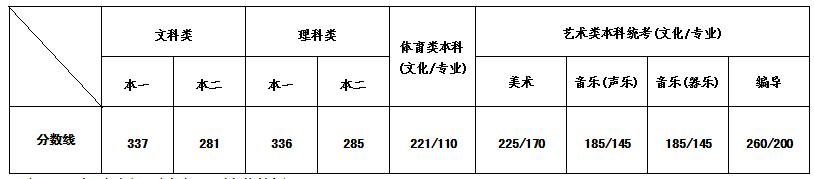 文科类 理科类 体育类本科(文化/专业) 艺术类本科统考(文化/专业)
本一 本二 本一 本二 美术 音乐(声乐) 音乐(器乐) 编导
分数线 337 281 336 285 221/110 225/170 185/145 185/145 260/200